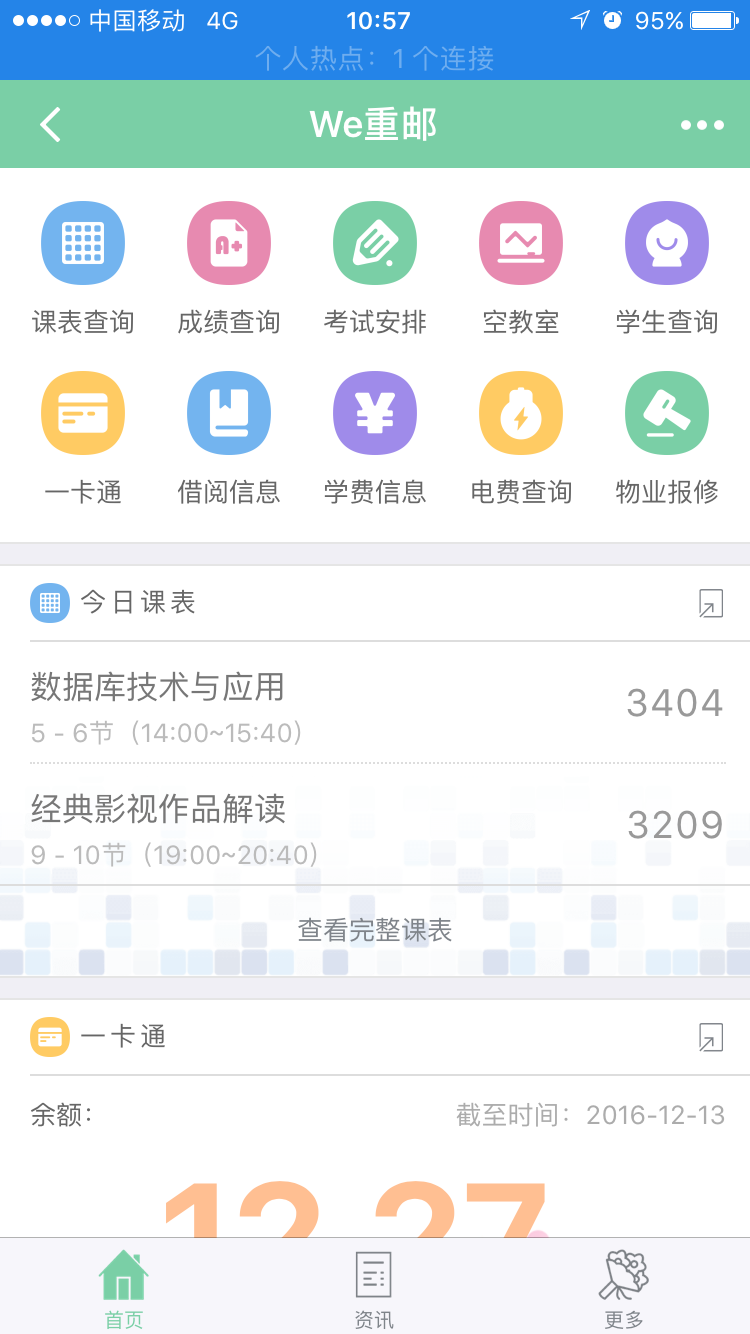 中国移动 4G 10:57 95%
个人热点：1 个连接
We重邮
课表查询 成绩查询 考试安排 空教室 学生查询
一卡通 借阅信息 学费信息 电费查询 物业报修
今日课表
数据库技术与应用 3404
5 - 6节（14:00~15:40）
经典影视作品解读 3209
9 - 10节（19:00~20:40）
查看完整课表
一卡通
余额： 截至时间：2016-12-13
12.27
首页 资讯 更多